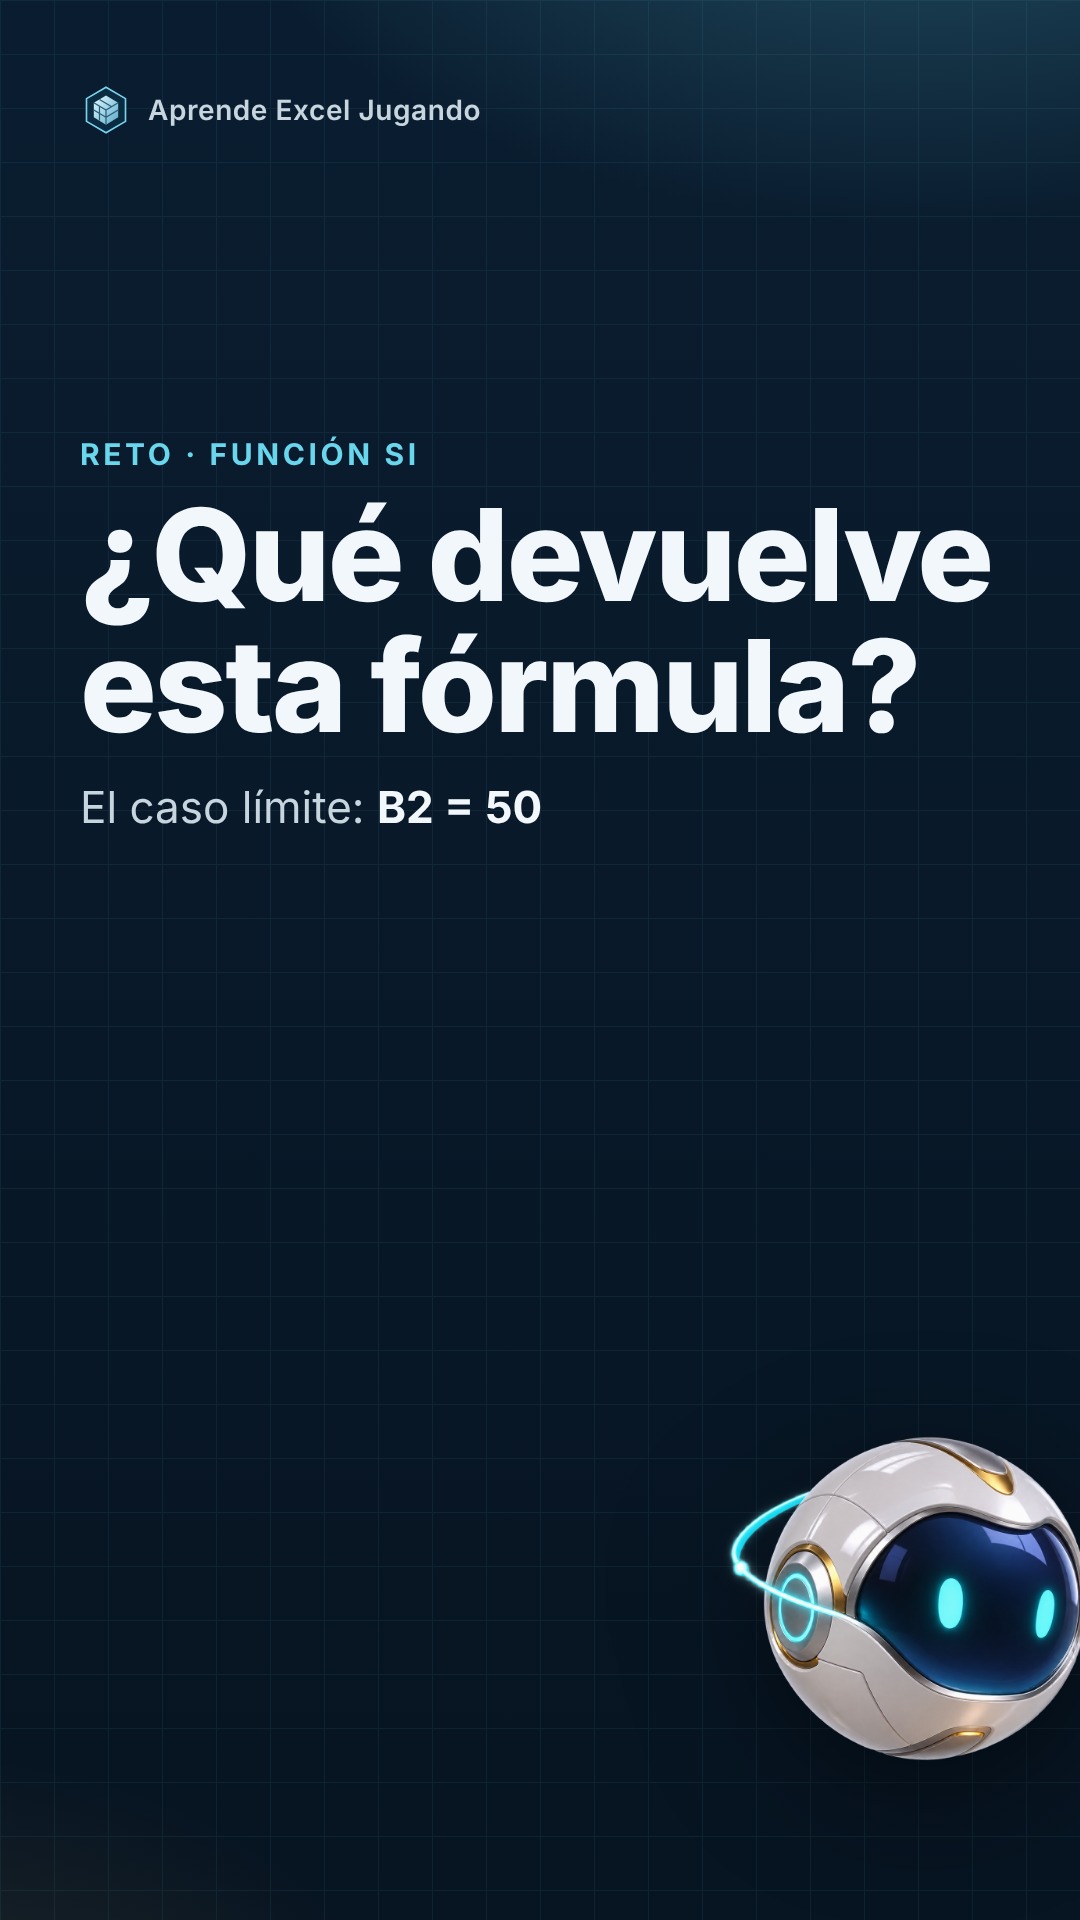 Aprende Excel Jugando
RETO · FUNCIÓN SI
¿Qué devuelve
esta fórmula?
El caso límite: B2 = 50